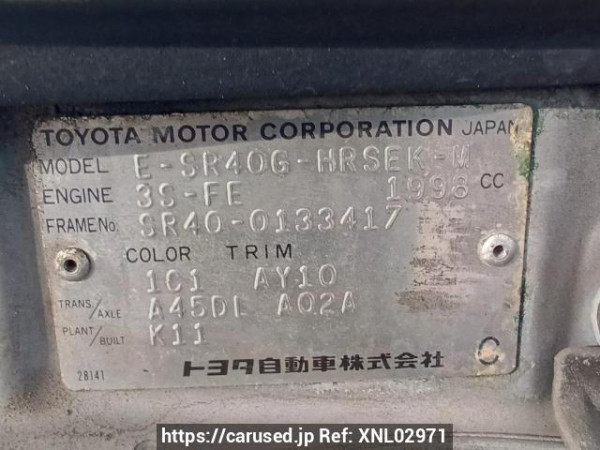 TOYOTA MOTOR CORPORATION JAPAN
MODEL E-SR40G-HRSEK-M
ENGINE 3S-FE 1998 CC
FRAME No. SR40-0133417
COLOR TRIM
1C1 AY10
TRANS/AXLE A45DL A02A
PLANT/BUILT K11
28141 トヨタ自動車株式会社 C
https://carused.jp Ref: XNL02971